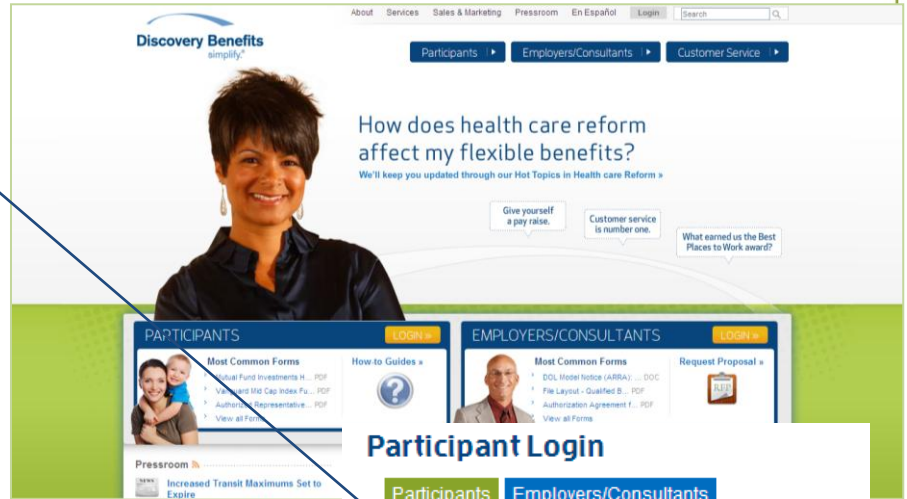 About Services Sales & Marketing Pressroom En Español Login Search
Discovery Benefits
simplify.®
Participants Employers/Consultants Customer Service
How does health care reform
affect my flexible benefits?
We'll keep you updated through our Hot Topics in Health care Reform »
Give yourself
a pay raise.
Customer service
is number one.
What earned us the Best
Places to Work award?
PARTICIPANTS LOGIN »
Most Common Forms
Mutual Fund Investments H... PDF
Vanguard Mid Cap Index Fu... PDF
Authorized Representative... PDF
View all Forms
How-to Guides »
EMPLOYERS/CONSULTANTS LOGIN »
Most Common Forms
DOL Model Notice (ARRA): ... DOC
File Layout - Qualified B... PDF
Authorization Agreement f... PDF
View all Forms
Request Proposal »
RFP
Pressroom
NEWS
Increased Transit Maximums Set to
Expire
Participant Login
Participants Employers/Consultants